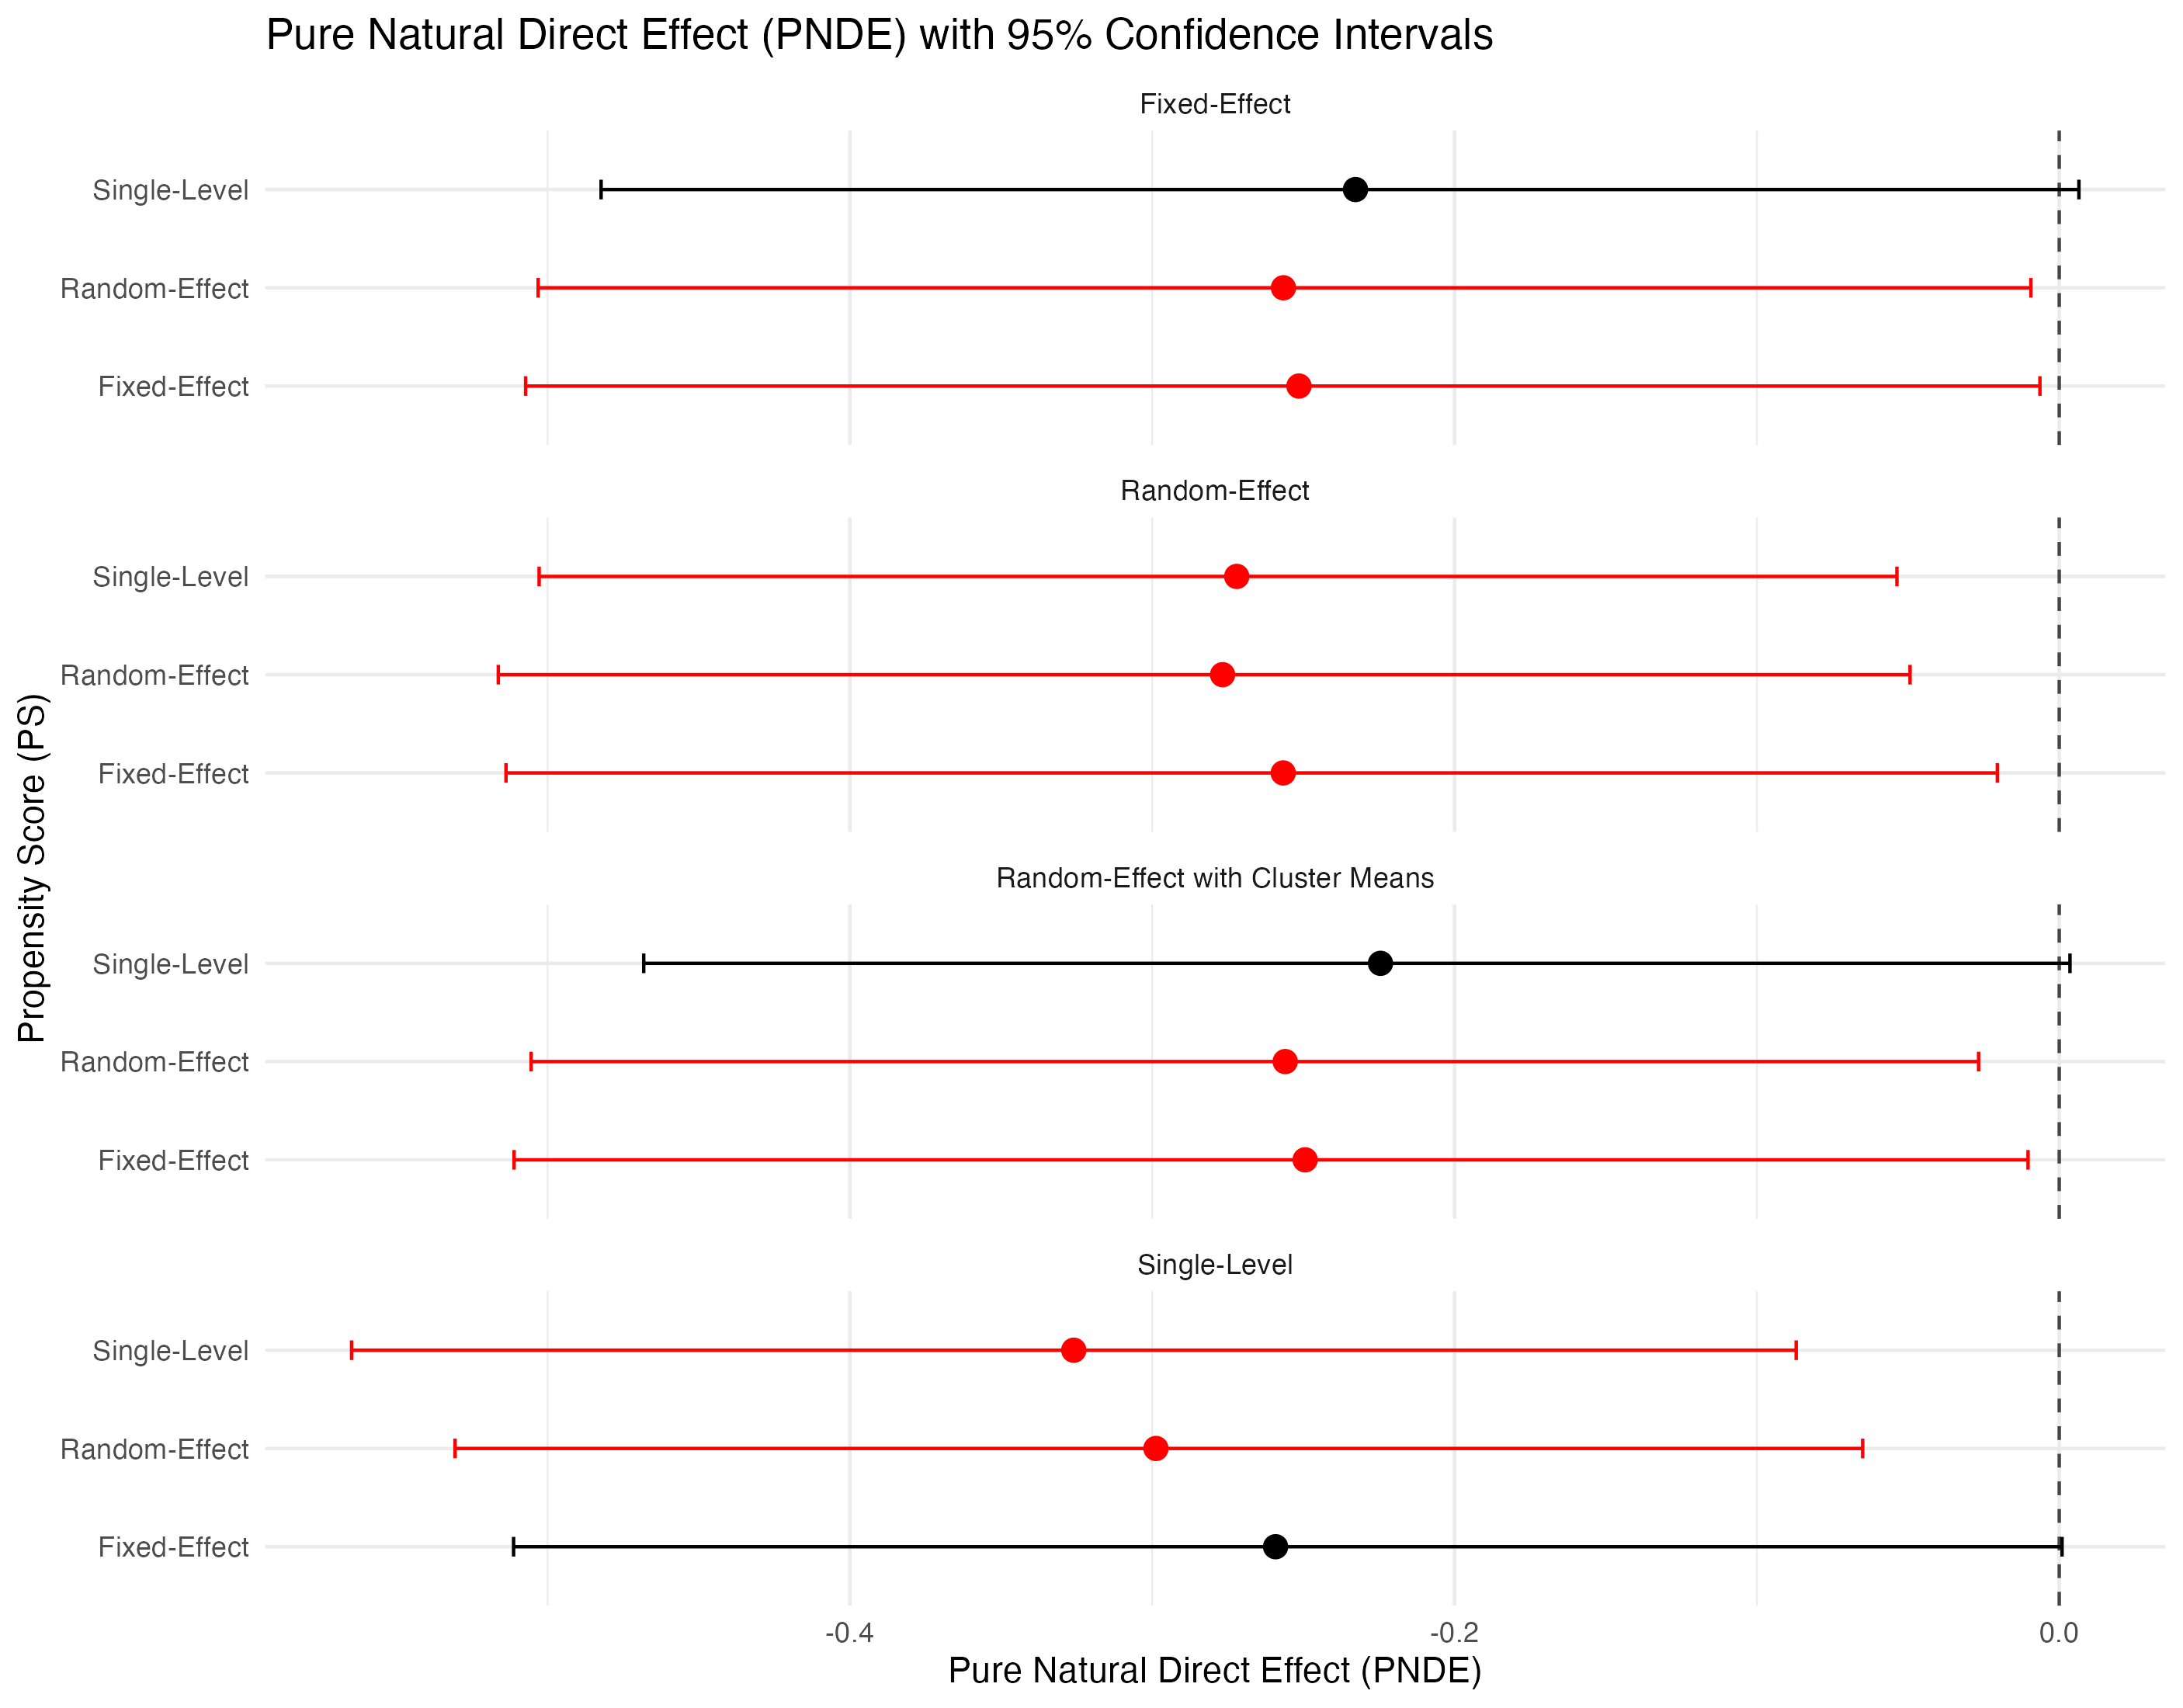 Pure Natural Direct Effect (PNDE) with 95% Confidence Intervals
Fixed-Effect
Single-Level
Random-Effect
Fixed-Effect
Random-Effect
Single-Level
Random-Effect
Fixed-Effect
Random-Effect with Cluster Means
Single-Level
Random-Effect
Fixed-Effect
Single-Level
Single-Level
Random-Effect
Fixed-Effect
Propensity Score (PS)
-0.4
-0.2
0.0
Pure Natural Direct Effect (PNDE)